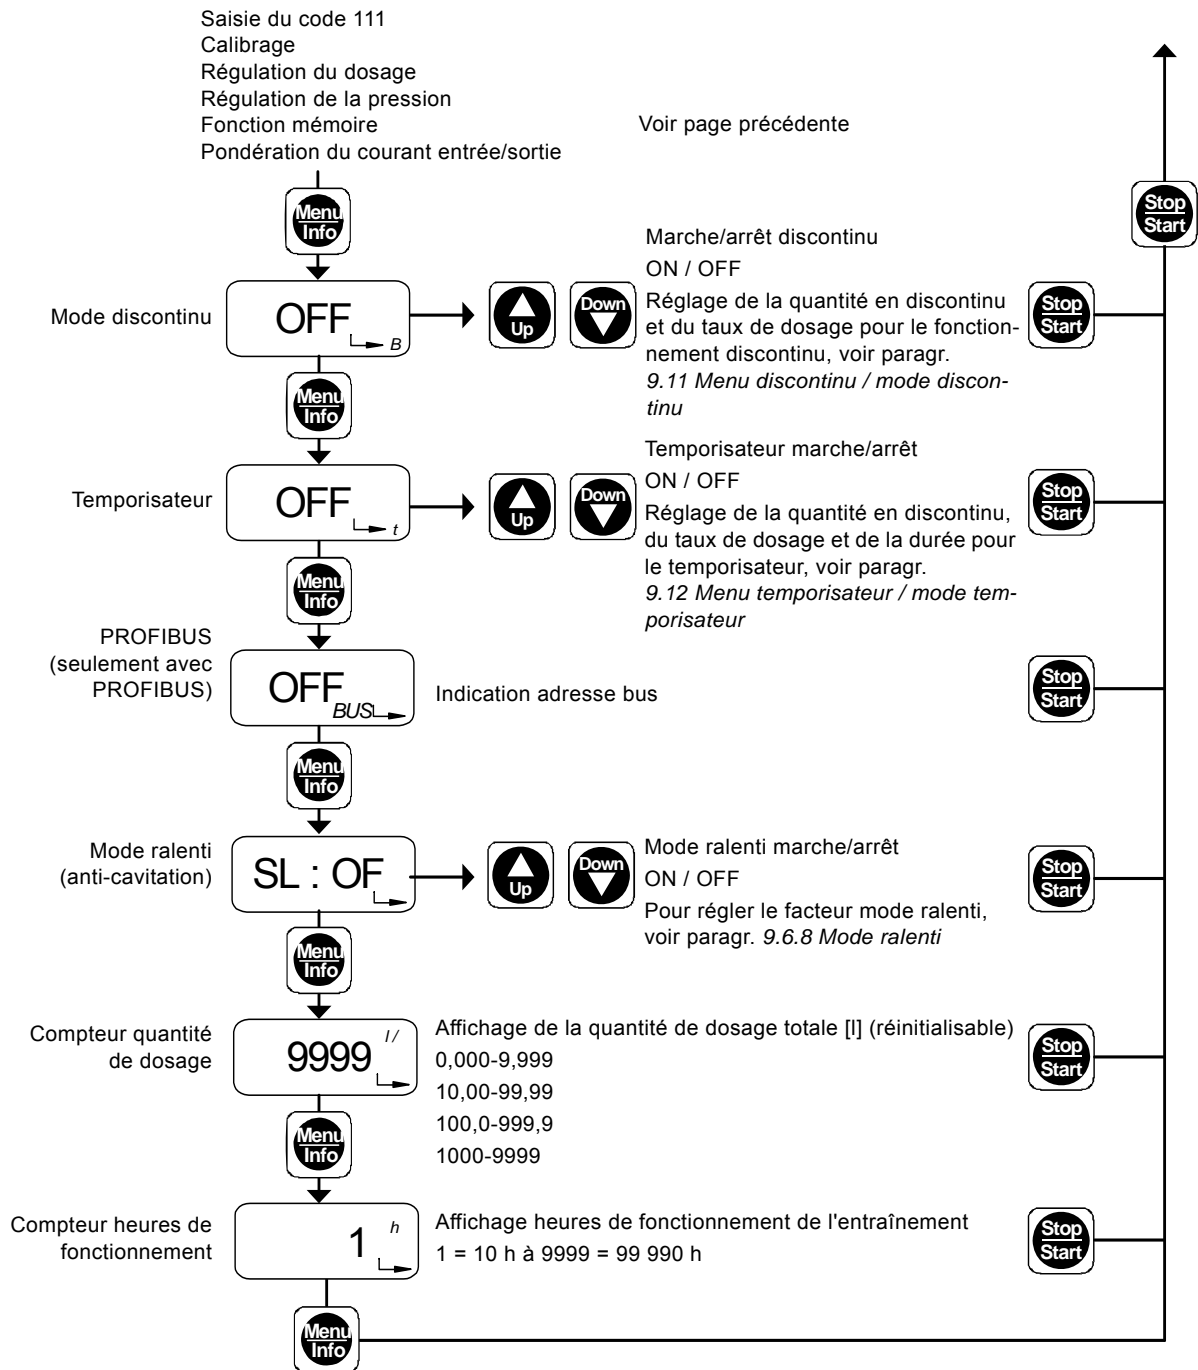 Saisie du code 111
Calibrage
Régulation du dosage
Régulation de la pression
Fonction mémoire
Pondération du courant entrée/sortie
Voir page précédente
Menu
Info
Stop
Start
Mode discontinu
OFF
B
Up
Down
Marche/arrêt discontinu
ON / OFF
Réglage de la quantité en discontinu
et du taux de dosage pour le fonction-
nement discontinu, voir paragr.
9.11 Menu discontinu / mode discon-
tinu
Stop
Start
Menu
Info
Temporisateur
OFF
t
Up
Down
Temporisateur marche/arrêt
ON / OFF
Réglage de la quantité en discontinu,
du taux de dosage et de la durée pour
le temporisateur, voir paragr.
9.12 Menu temporisateur / mode tem-
porisateur
Stop
Start
Menu
Info
PROFIBUS
(seulement avec
PROFIBUS)
OFF
BUS
Indication adresse bus
Stop
Start
Menu
Info
Mode ralenti
(anti-cavitation)
SL : OF
Up
Down
Mode ralenti marche/arrêt
ON / OFF
Pour régler le facteur mode ralenti,
voir paragr. 9.6.8 Mode ralenti
Stop
Start
Menu
Info
Compteur quantité
de dosage
9999
l/
Affichage de la quantité de dosage totale [l] (réinitialisable)
0,000-9,999
10,00-99,99
100,0-999,9
1000-9999
Stop
Start
Menu
Info
Compteur heures de
fonctionnement
1
h
Affichage heures de fonctionnement de l'entraînement
1 = 10 h à 9999 = 99 990 h
Stop
Start
Menu
Info